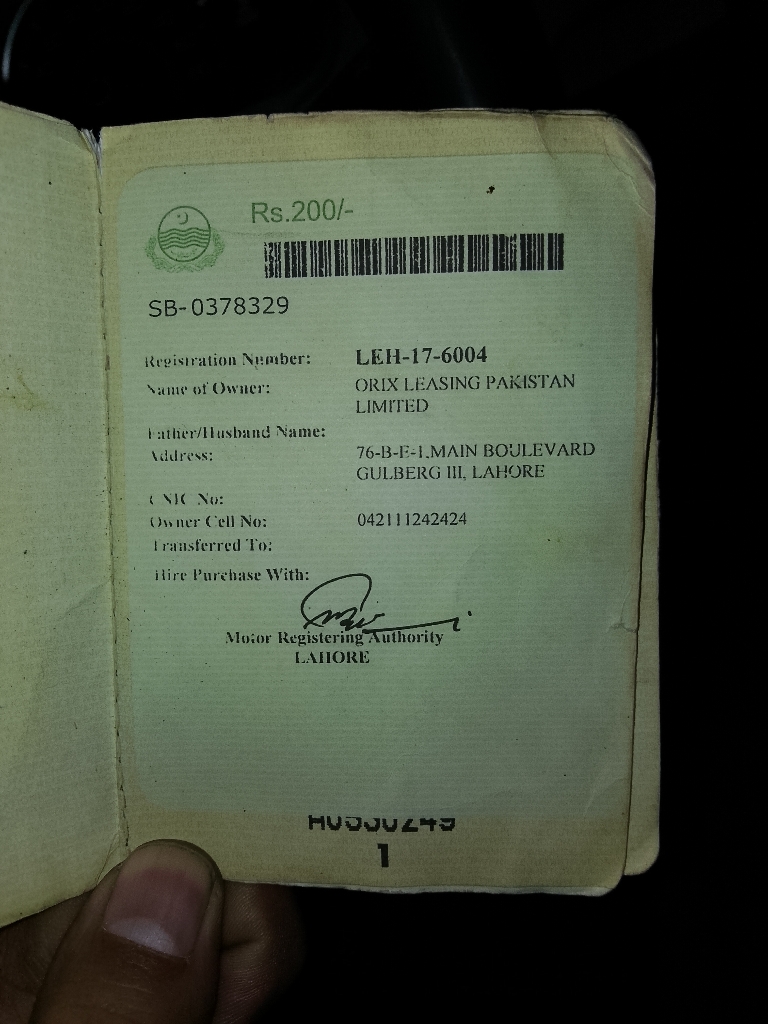 Rs.200/-
SB-0378329
Registration Number: LEH-17-6004
Name of Owner: ORIX LEASING PAKISTAN
LIMITED
Father/Husband Name:
Address: 76-B-E-1,MAIN BOULEVARD
GULBERG III, LAHORE
CNIC No:
Owner Cell No: 042111242424
Transferred To:
Hire Purchase With:
Motor Registering Authority
LAHORE
1